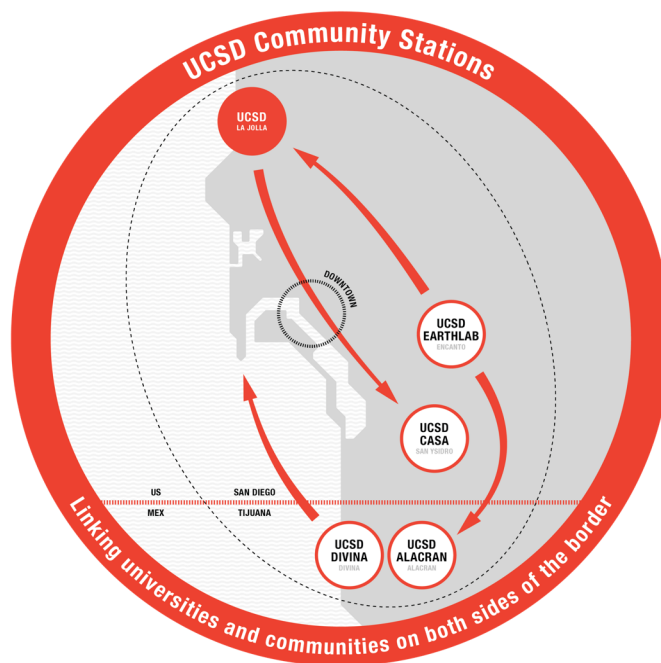 UCSD Community Stations
UCSD
LA JOLLA
DOWNTOWN
UCSD
EARTHLAB
ENCANTO
UCSD
CASA
SAN YSIDRO
US
SAN DIEGO
MEX
TIJUANA
UCSD
DIVINA
DIVINA
UCSD
ALACRAN
ALACRAN
Linking universities and communities on both sides of the border